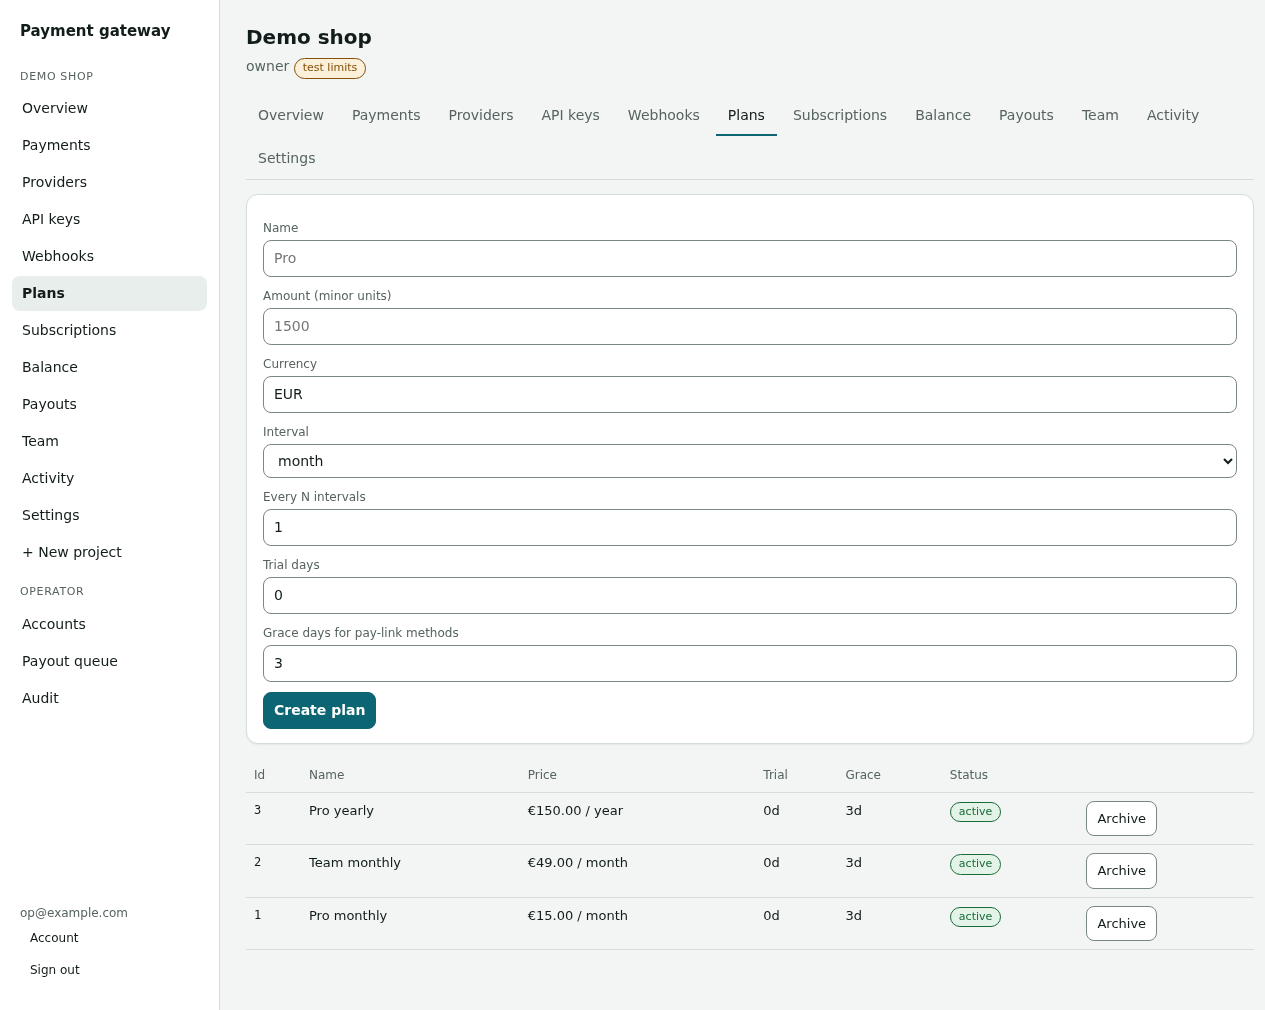 Payment gateway
DEMO SHOP
Overview
Payments
Providers
API keys
Webhooks
Plans
Subscriptions
Balance
Payouts
Team
Activity
Settings
+ New project
OPERATOR
Accounts
Payout queue
Audit
op@example.com
Account
Sign out
Demo shop
owner test limits
Overview Payments Providers API keys Webhooks Plans Subscriptions Balance Payouts Team Activity
Settings
Name
Pro
Amount (minor units)
1500
Currency
EUR
Interval
month
Every N intervals
1
Trial days
0
Grace days for pay-link methods
3
Create plan
Id Name Price Trial Grace Status
3 Pro yearly €150.00 / year 0d 3d active Archive
2 Team monthly €49.00 / month 0d 3d active Archive
1 Pro monthly €15.00 / month 0d 3d active Archive